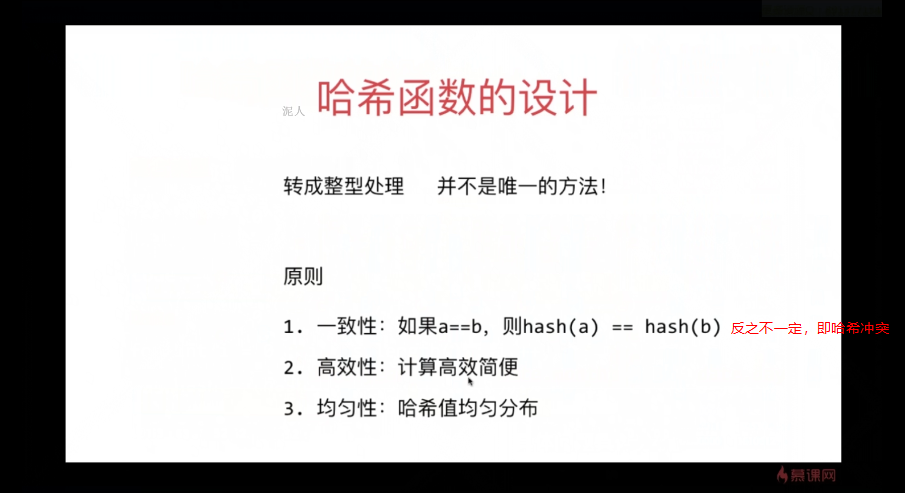 泥人 哈希函数的设计
转成整型处理 并不是唯一的方法!
原则
1. 一致性：如果a==b，则hash(a) == hash(b) 反之不一定，即哈希冲突
2. 高效性：计算高效简便
3. 均匀性：哈希值均匀分布
慕课网